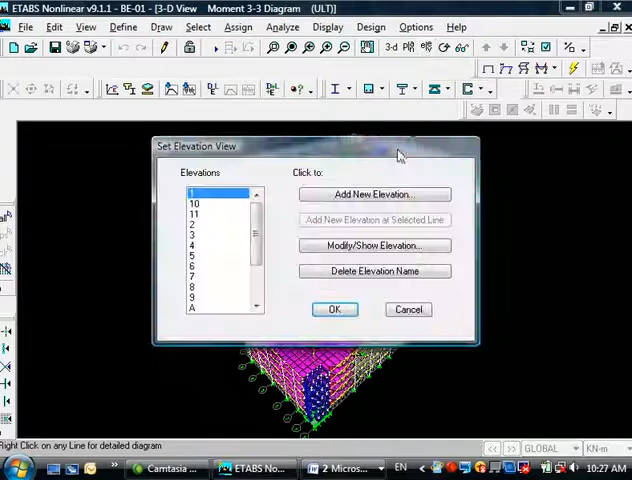 ETABS Nonlinear v9.1.1 - BE-01 - [3-D View    Moment 3-3 Diagram    (ULT)]
File Edit View Define Draw Select Assign Analyze Display Design Options Help
3-d
Set Elevation View
Elevations
Click to:
1
10
11
2
3
4
5
6
7
8
9
A
Add New Elevation...
Add New Elevation at Selected Line
Modify/Show Elevation...
Delete Elevation Name
OK
Cancel
Right Click on any Line for detailed diagram
GLOBAL
KN-m
Camtasia ...
ETABS No...
2 Micros...
EN
10:27 AM